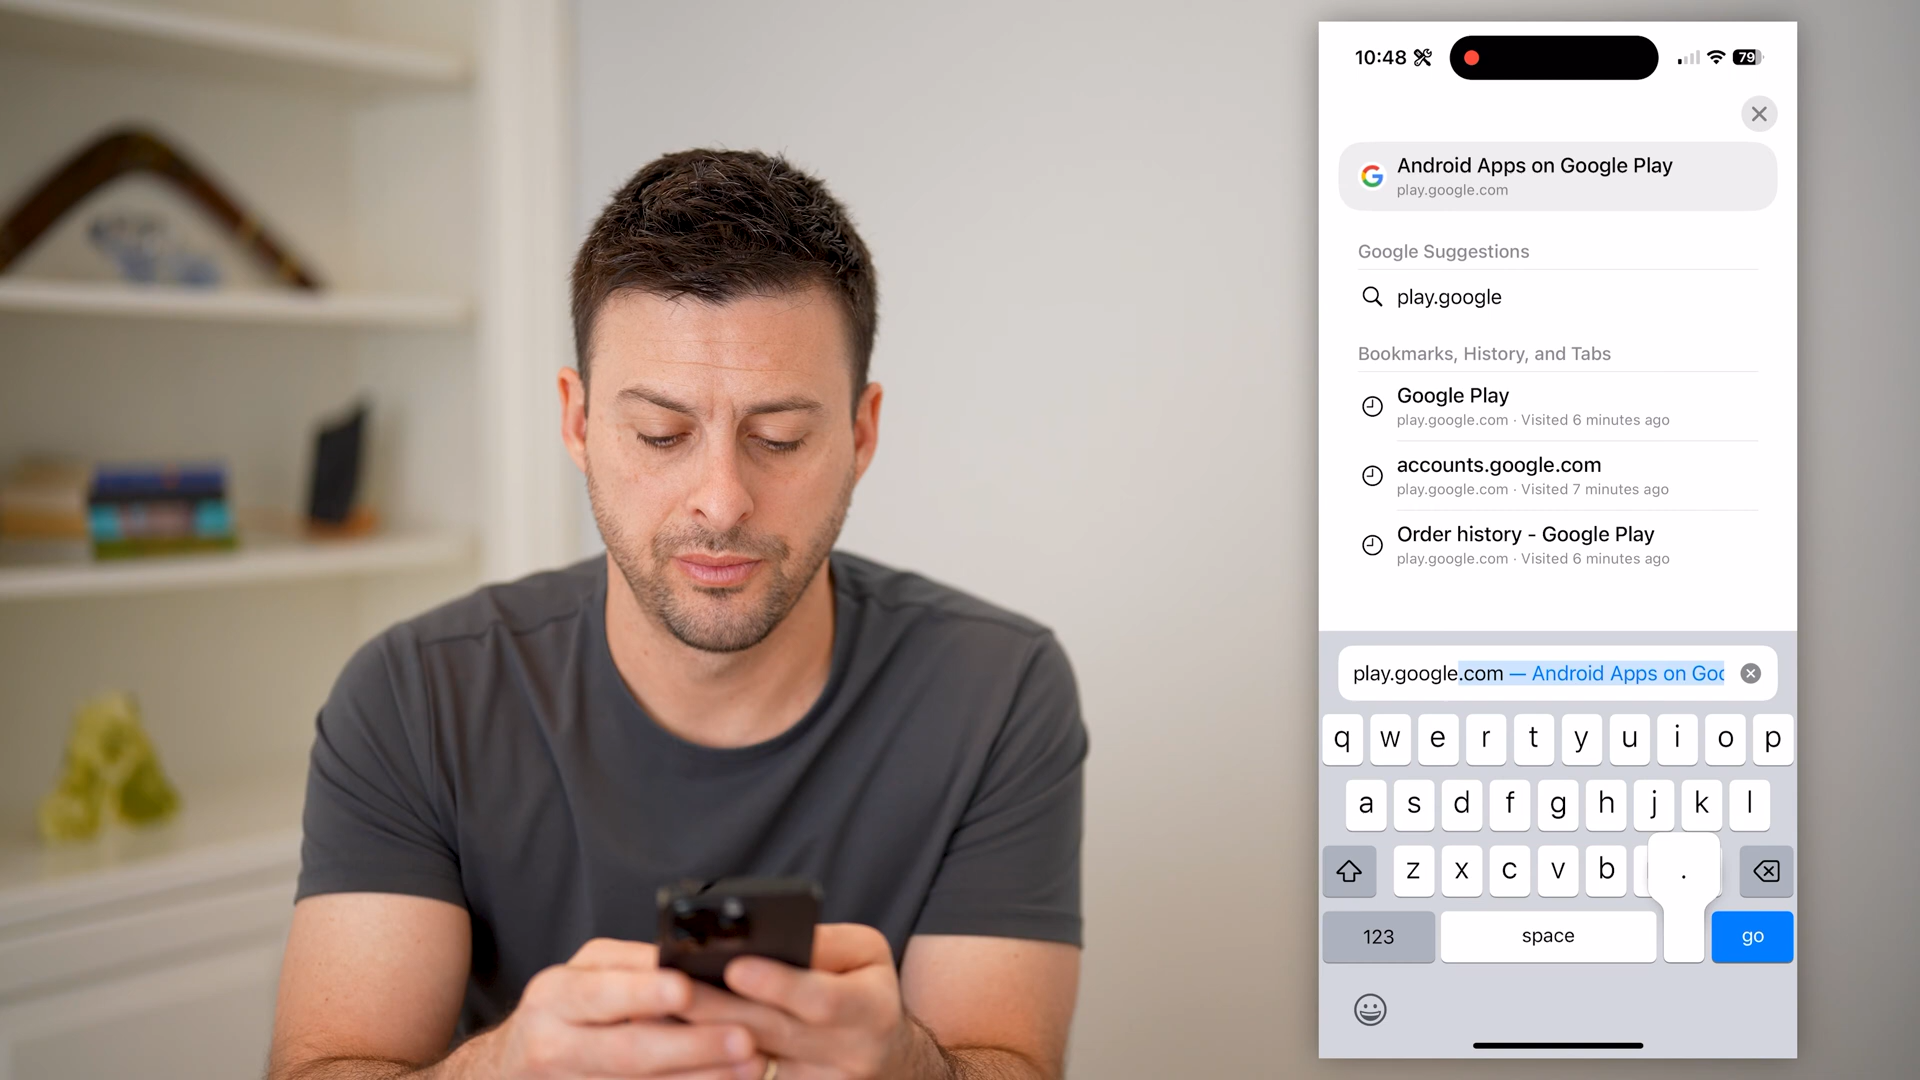 10:48
79
Android Apps on Google Play
play.google.com
Google Suggestions
play.google
Bookmarks, History, and Tabs
Google Play
play.google.com · Visited 6 minutes ago
accounts.google.com
play.google.com · Visited 7 minutes ago
Order history - Google Play
play.google.com · Visited 6 minutes ago
play.google.com — Android Apps on Goo
q w e r t y u i o p
a s d f g h j k l
z x c v b .
123 space go